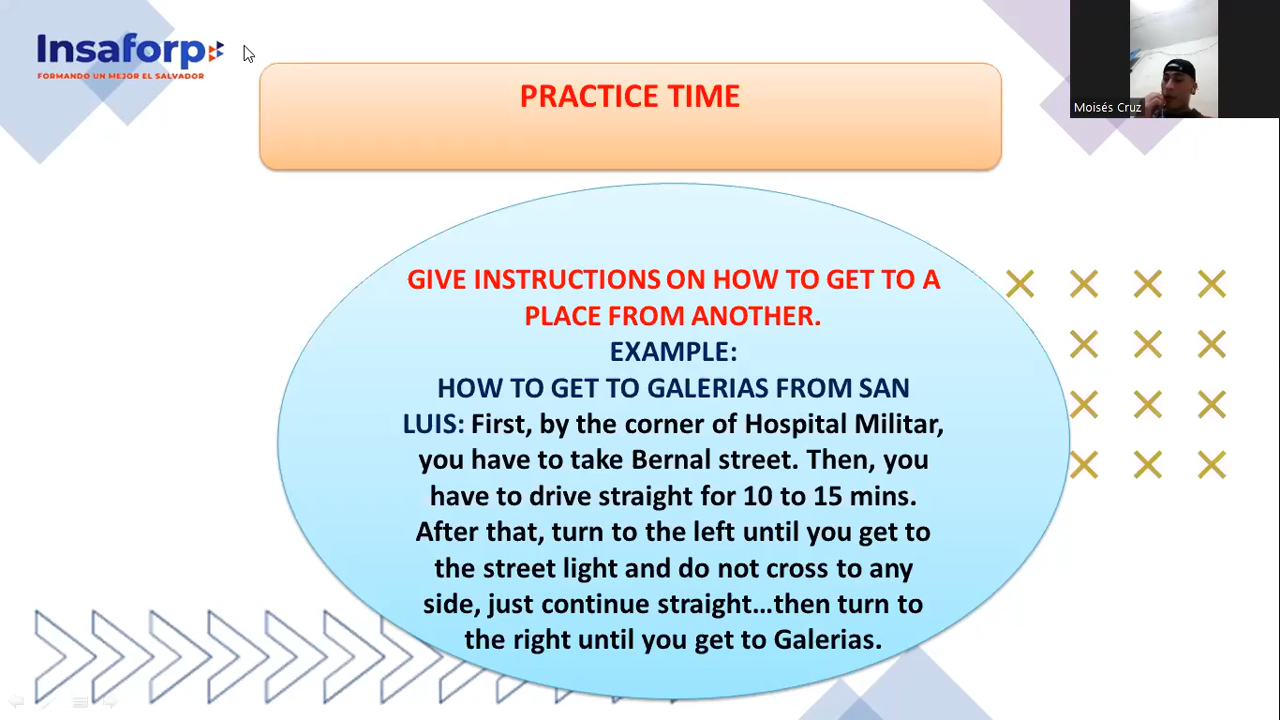 Insaforp
FORMANDO UN MEJOR EL SALVADOR
PRACTICE TIME
Moisés Cruz
GIVE INSTRUCTIONS ON HOW TO GET TO A
PLACE FROM ANOTHER.
EXAMPLE:
HOW TO GET TO GALERIAS FROM SAN
LUIS: First, by the corner of Hospital Militar,
you have to take Bernal street. Then, you
have to drive straight for 10 to 15 mins.
After that, turn to the left until you get to
the street light and do not cross to any
side, just continue straight...then turn to
the right until you get to Galerias.